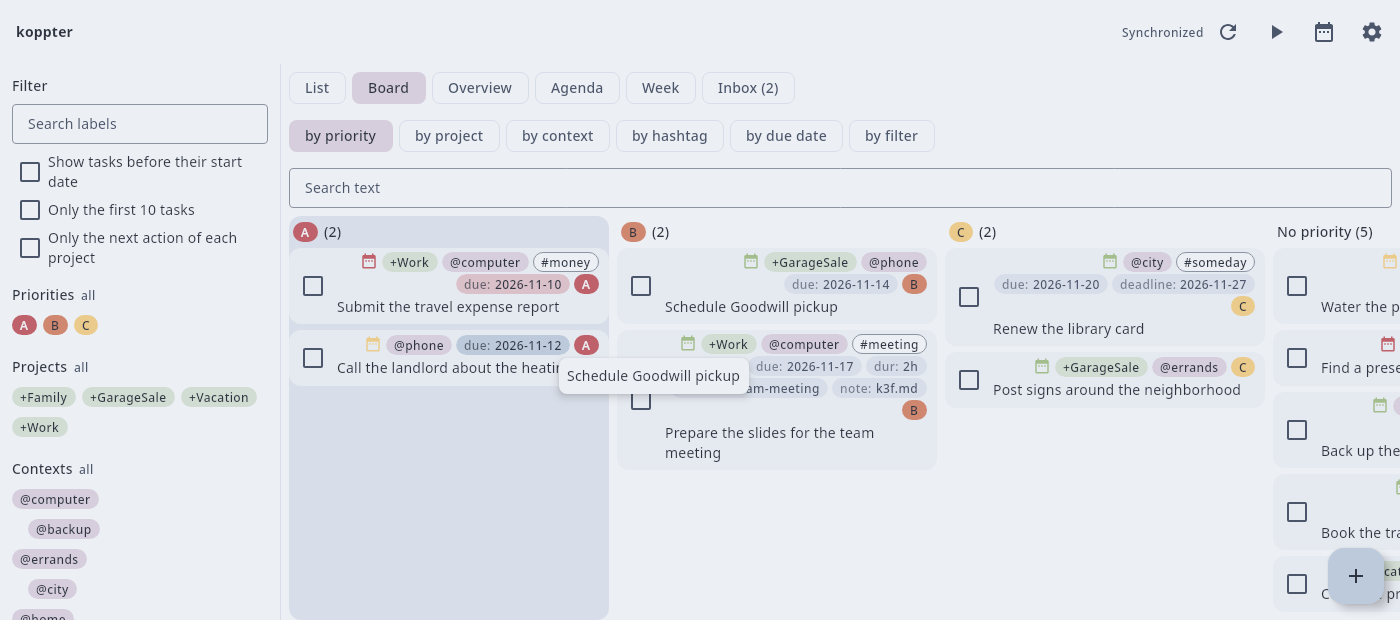 koppter
Synchronized
Filter
Search labels
Show tasks before their start
date
Only the first 10 tasks
Only the next action of each
project
Priorities all
A B C
Projects all
+Family +GarageSale +Vacation
+Work
Contexts all
@computer
@backup
@errands
@city
@home
List Board Overview Agenda Week Inbox (2)
by priority by project by context by hashtag by due date by filter
Search text
A (2)
+Work @computer #money
due: 2026-11-10 A
Submit the travel expense report
@phone due: 2026-11-12 A
Call the landlord about the heatin
Schedule Goodwill pickup
B (2)
+GarageSale @phone
due: 2026-11-14 B
Schedule Goodwill pickup
+Work @computer #meeting
due: 2026-11-17 dur: 2h
am-meeting note: k3f.md
B
Prepare the slides for the team
meeting
C (2)
@city #someday
due: 2026-11-20 deadline: 2026-11-27
C
Renew the library card
+GarageSale @errands C
Post signs around the neighborhood
No priority (5)
Water the p
Find a prese
Back up the
Book the tra
+